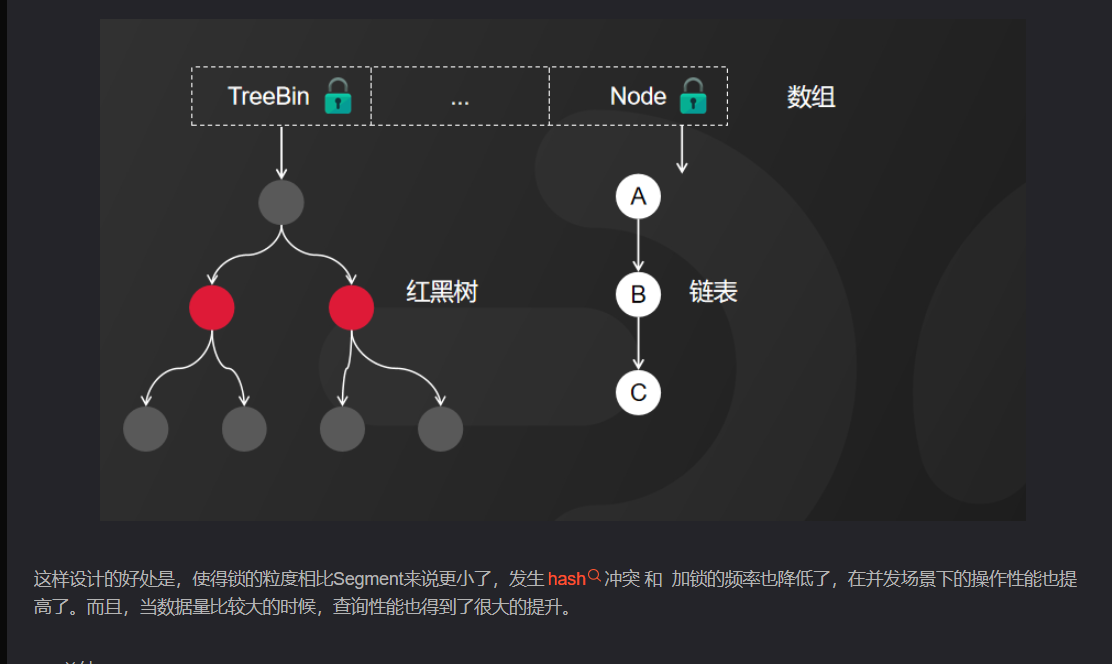 TreeBin ... Node 数组
A
红黑树 B 链表
C
这样设计的好处是，使得锁的粒度相比Segment来说更小了，发生 hash 冲突 和 加锁的频率也降低了，在并发场景下的操作性能也提
高了。而且，当数据量比较大的时候，查询性能也得到了很大的提升。